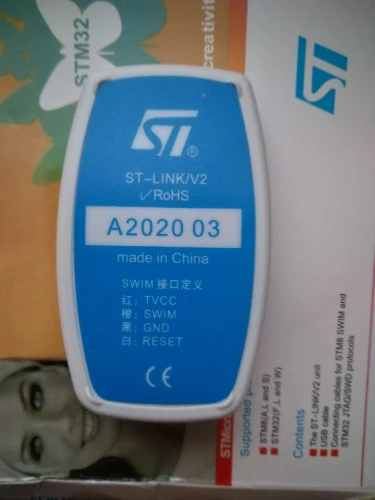 STM32
creativity
ST
ST
®
ST-LINK/V2
✓RoHS
A2020 03
made in China
SWIM 接口定义
红: TVCC
橙: SWIM
黑: GND
白: RESET
CE
STMicro
Supported
STM8(A,L and S)
STM32(F,L and W)
Contents
The ST-LINK/V2 unit
USB cable
Connecting cables for STM8 SWIM and
STM32 JTAG/SWD protocols